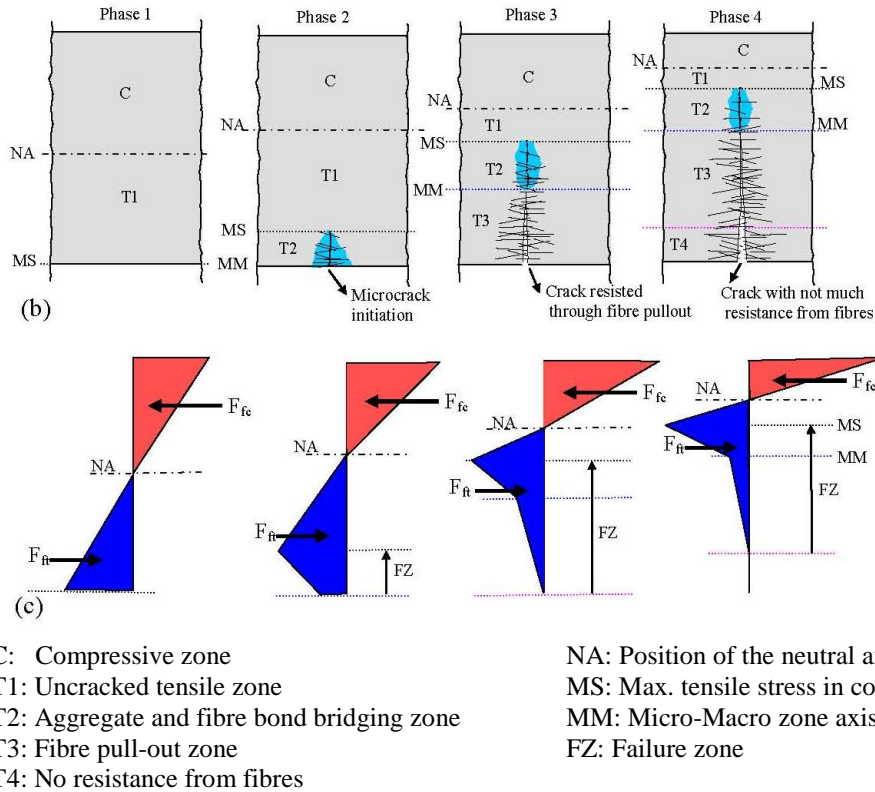 Phase 1 Phase 2 Phase 3 Phase 4
C
T1
NA
MS
C
NA
T1
MS
T2
MM
Microcrack
initiation
C
NA
T1
MS
T2
MM
T3
Crack resisted
through fibre pullout
C
NA
T1
MS
T2
MM
T3
T4
Crack with not much
resistance from fibres
(b)
Ffc
NA
Fft
Ffc
NA
Fft
FZ
Ffc
NA
Fft
FZ
Ffc
NA
MS
Fft
MM
FZ
(c)
C: Compressive zone
T1: Uncracked tensile zone
T2: Aggregate and fibre bond bridging zone
T3: Fibre pull-out zone
T4: No resistance from fibres
NA: Position of the neutral
MS: Max. tensile stress in
MM: Micro-Macro zone axis
FZ: Failure zone